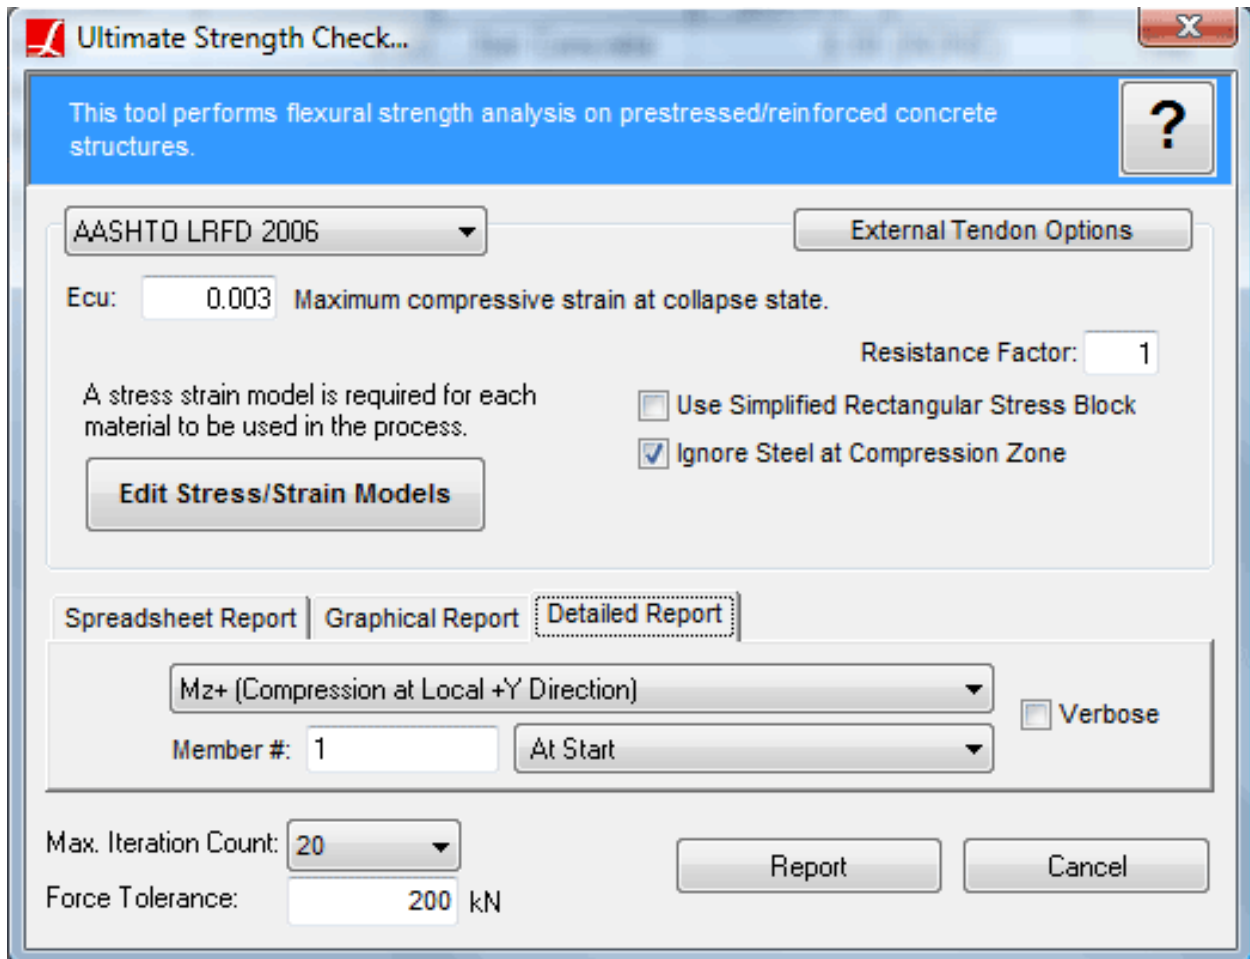 Ultimate Strength Check...
X
This tool performs flexural strength analysis on prestressed/reinforced concrete
structures.
?
AASHTO LRFD 2006
External Tendon Options
Ecu: 0.003 Maximum compressive strain at collapse state.
Resistance Factor: 1
A stress strain model is required for each
material to be used in the process.
Use Simplified Rectangular Stress Block
Ignore Steel at Compression Zone
Edit Stress/Strain Models
Spreadsheet Report Graphical Report Detailed Report
Mz+ (Compression at Local +Y Direction)
Verbose
Member #: 1 At Start
Max. Iteration Count: 20
Report Cancel
Force Tolerance: 200 kN